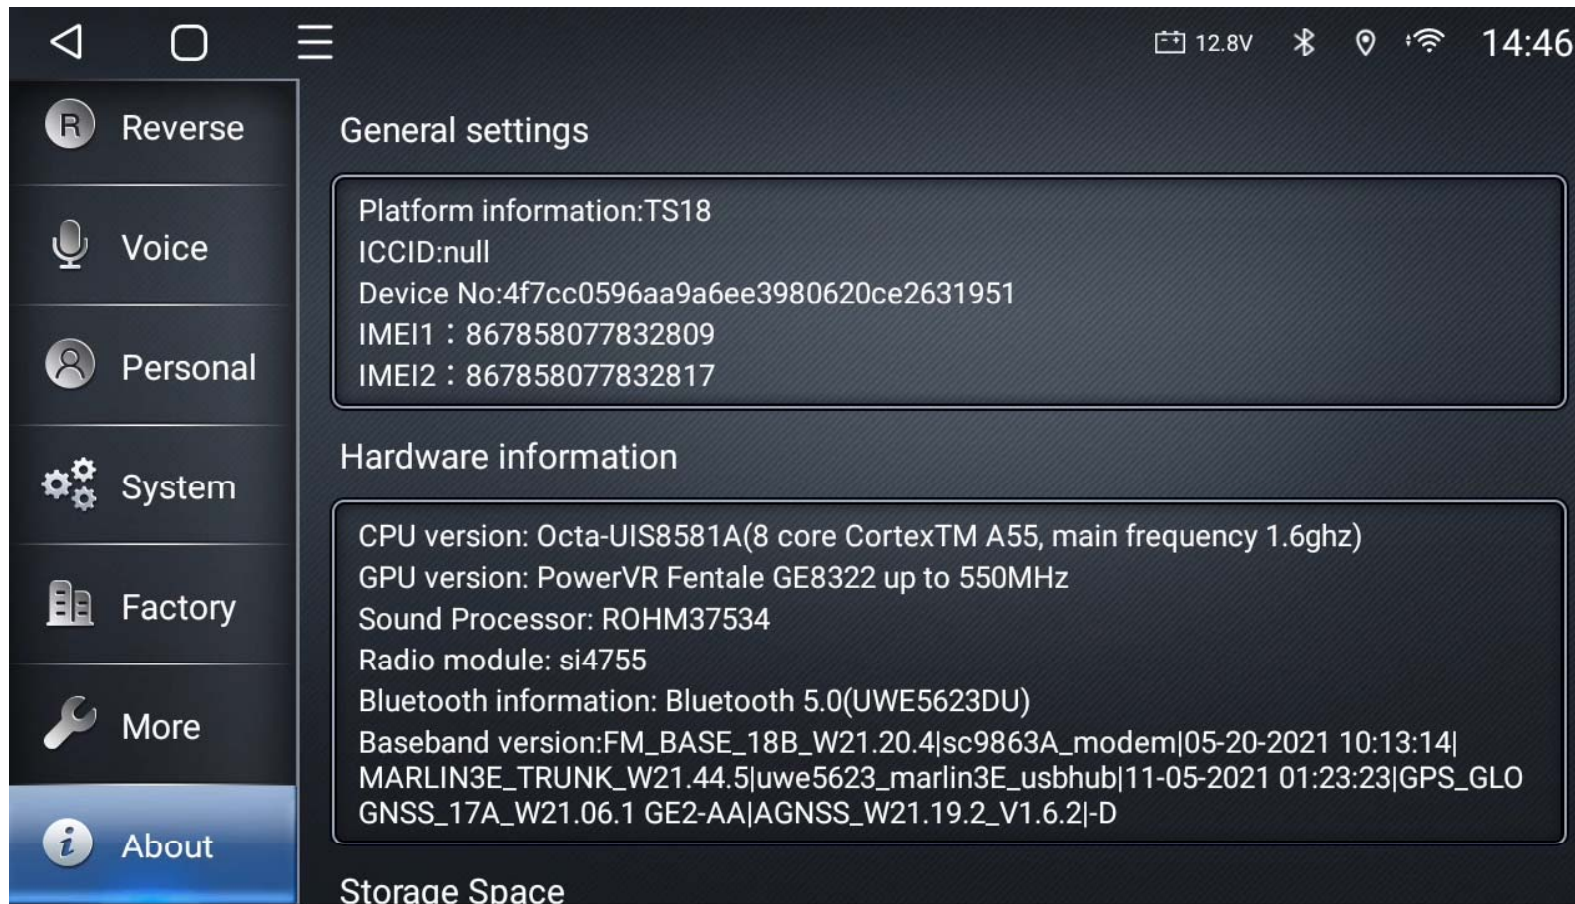 12.8V
14:46
R Reverse
Voice
Personal
System
Factory
More
i About
General settings
Platform information:TS18
ICCID:null
Device No:4f7cc0596aa9a6ee3980620ce2631951
IMEI1：867858077832809
IMEI2：867858077832817
Hardware information
CPU version: Octa-UIS8581A(8 core CortexTM A55, main frequency 1.6ghz)
GPU version: PowerVR Fentale GE8322 up to 550MHz
Sound Processor: ROHM37534
Radio module: si4755
Bluetooth information: Bluetooth 5.0(UWE5623DU)
Baseband version:FM_BASE_18B_W21.20.4|sc9863A_modem|05-20-2021 10:13:14|
MARLIN3E_TRUNK_W21.44.5|uwe5623_marlin3E_usbhub|11-05-2021 01:23:23|GPS_GLO
GNSS_17A_W21.06.1 GE2-AA|AGNSS_W21.19.2_V1.6.2|-D
Storage Space